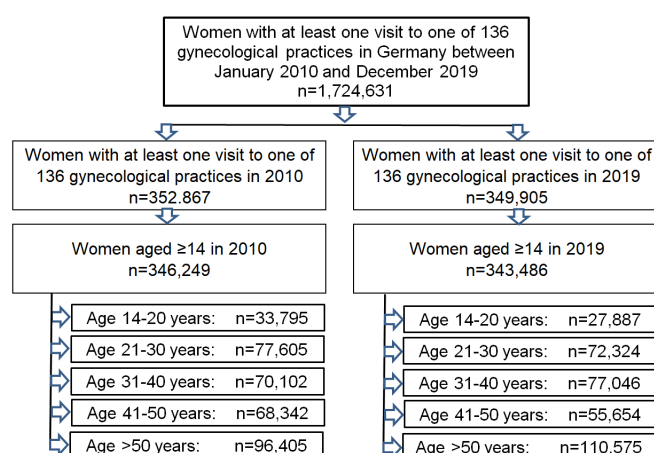 Women with at least one visit to one of 136
gynecological practices in Germany between
January 2010 and December 2019
n=1,724,631
Women with at least one visit to one of
136 gynecological practices in 2010
n=352.867
Women with at least one visit to one of
136 gynecological practices in 2019
n=349,905
Women aged ≥14 in 2010
n=346,249
Women aged ≥14 in 2019
n=343,486
Age 14-20 years: n=33,795
Age 21-30 years: n=77,605
Age 31-40 years: n=70,102
Age 41-50 years: n=68,342
Age >50 years: n=96,405
Age 14-20 years: n=27,887
Age 21-30 years: n=72,324
Age 31-40 years: n=77,046
Age 41-50 years: n=55,654
Age >50 years: n=110,575